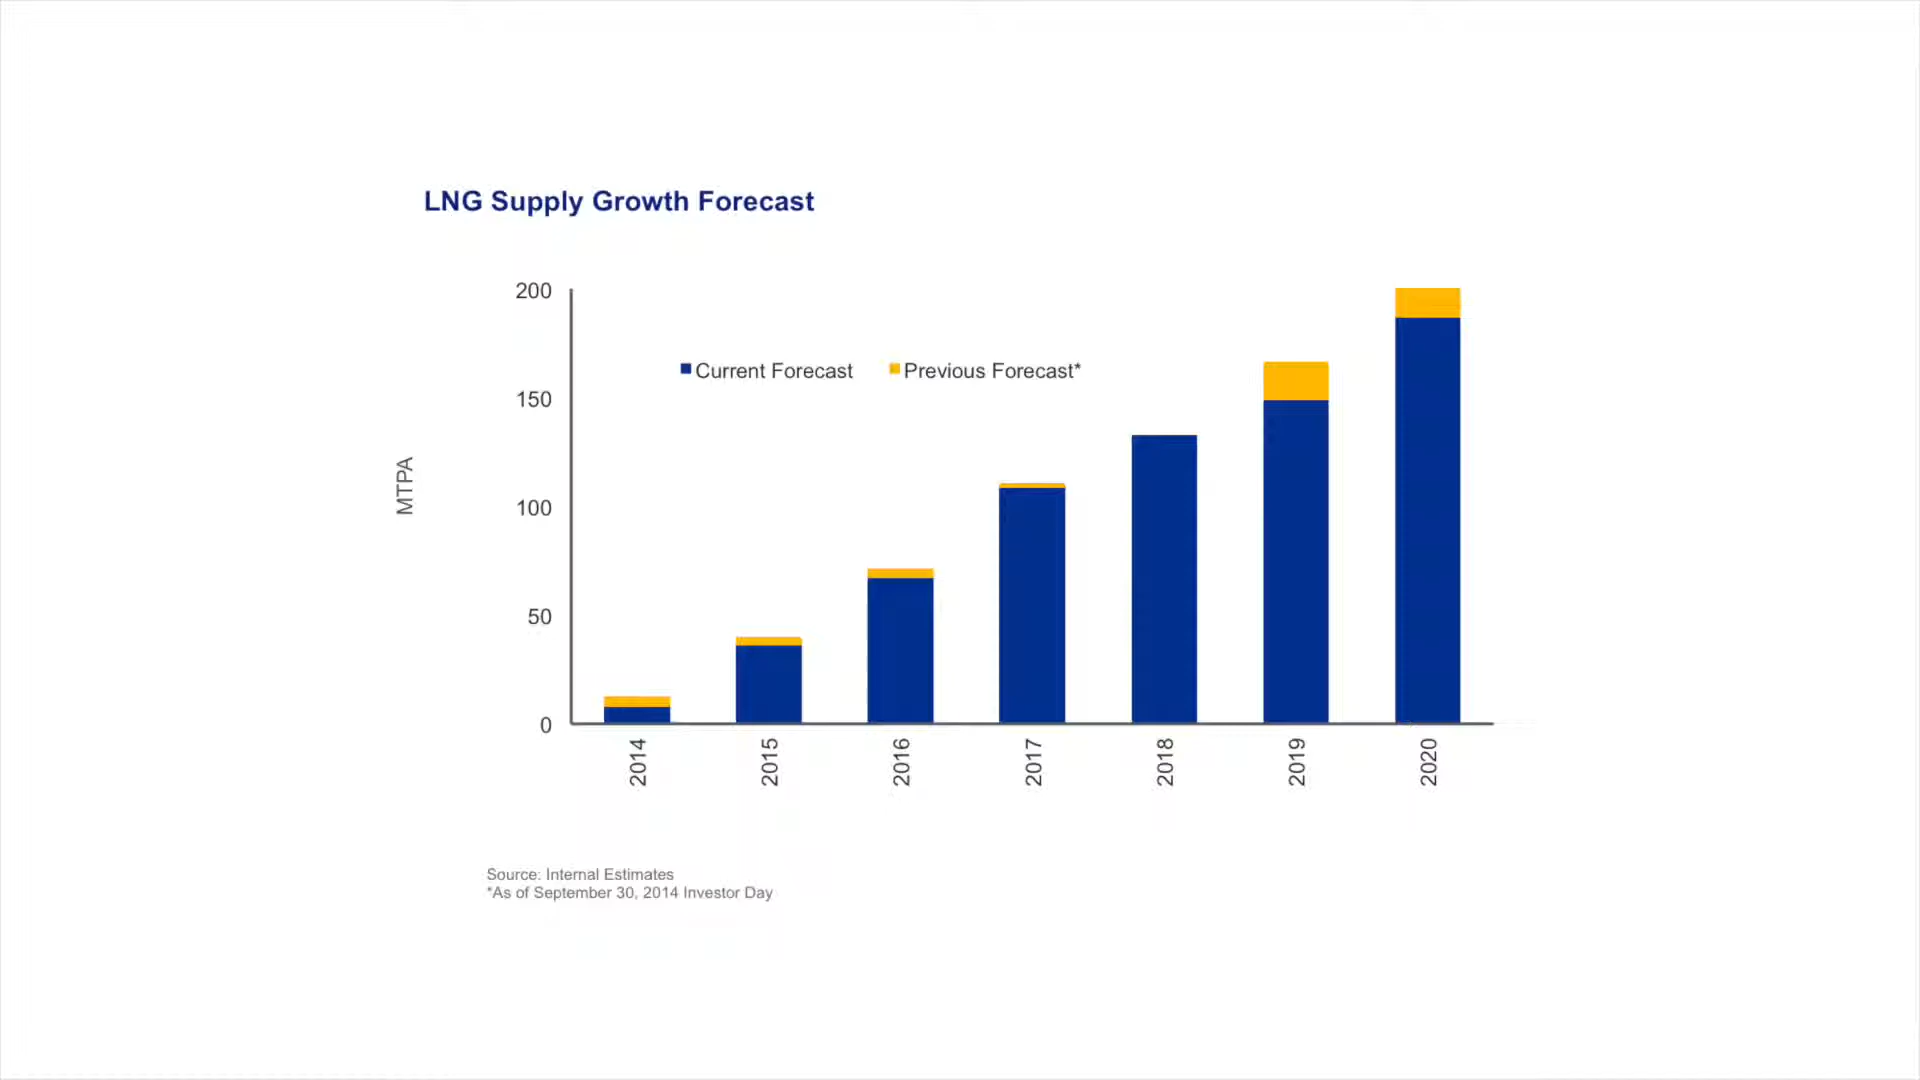 LNG Supply Growth Forecast
200
Current Forecast Previous Forecast*
150
MTPA
100
50
0
2014 2015 2016 2017 2018 2019 2020
Source: Internal Estimates
*As of September 30, 2014 Investor Day